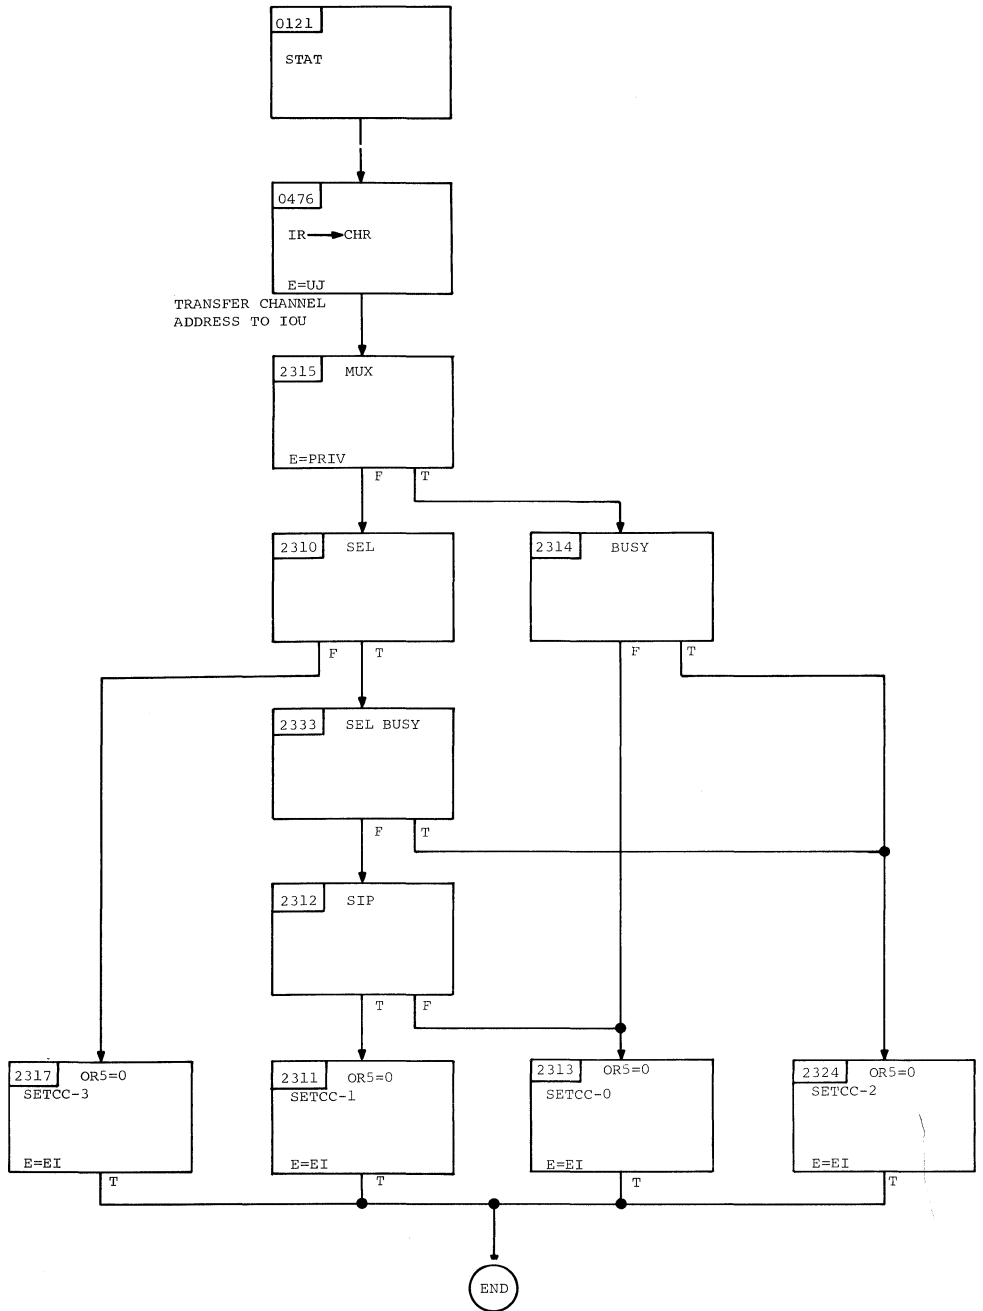 0121
STAT
0476
IR CHR
E=UJ
TRANSFER CHANNEL
ADDRESS TO IOU
2315 MUX
E=PRIV
F T
2310 SEL
2314 BUSY
F T
F T
2333 SEL BUSY
F T
2312 SIP
T F
2317 OR5=0
SETCC-3
E=EI
T
2311 OR5=0
SETCC-1
E=EI
T
2313 OR5=0
SETCC-0
E=EI
T
2324 OR5=0
SETCC-2
E=EI
T
END